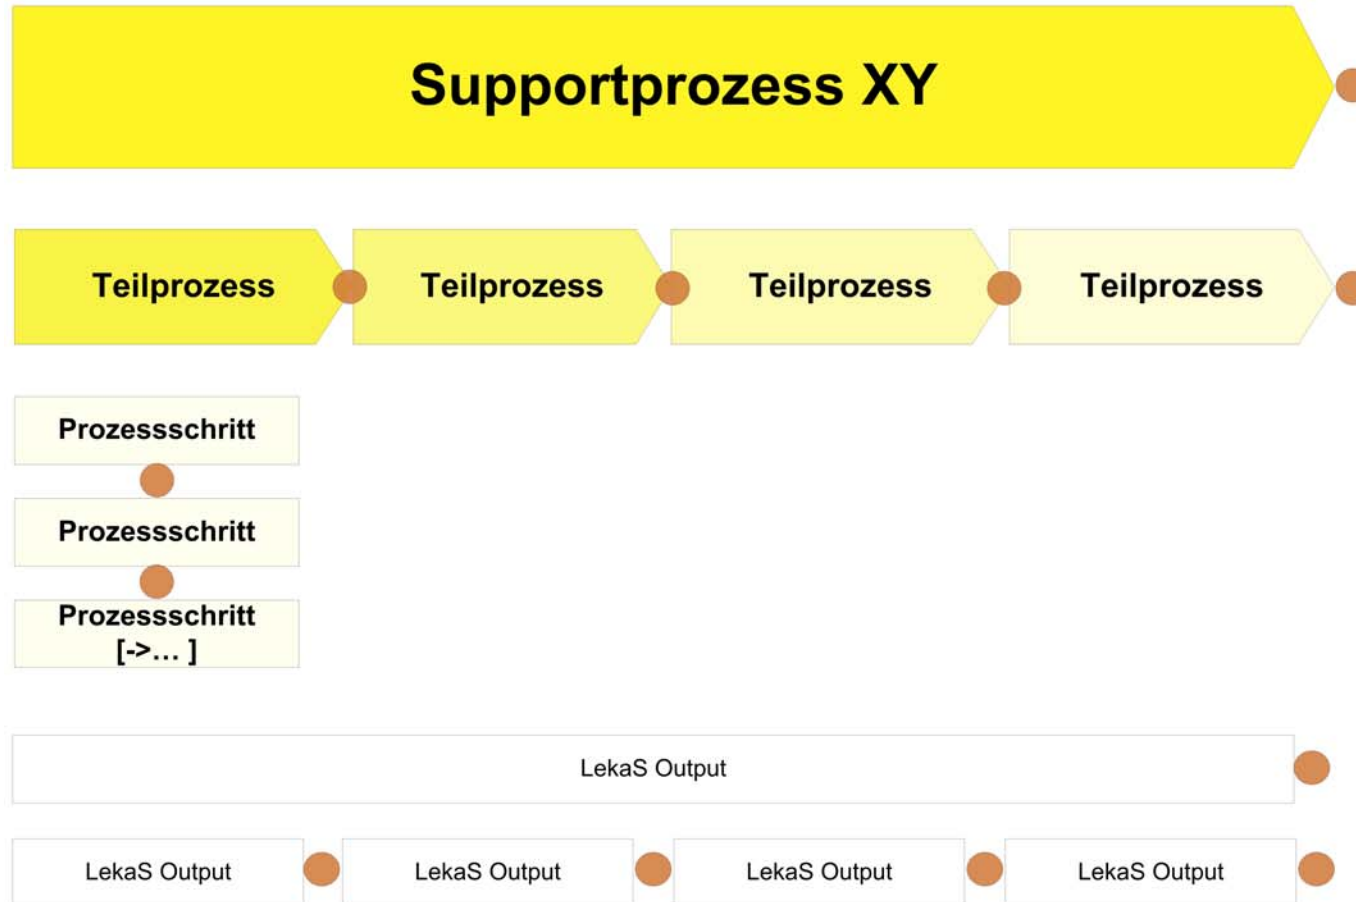 Supportprozess XY
Teilprozess
Teilprozess
Teilprozess
Teilprozess
Prozessschritt
Prozessschritt
Prozessschritt
[->… ]
LekaS Output
LekaS Output
LekaS Output
LekaS Output
LekaS Output